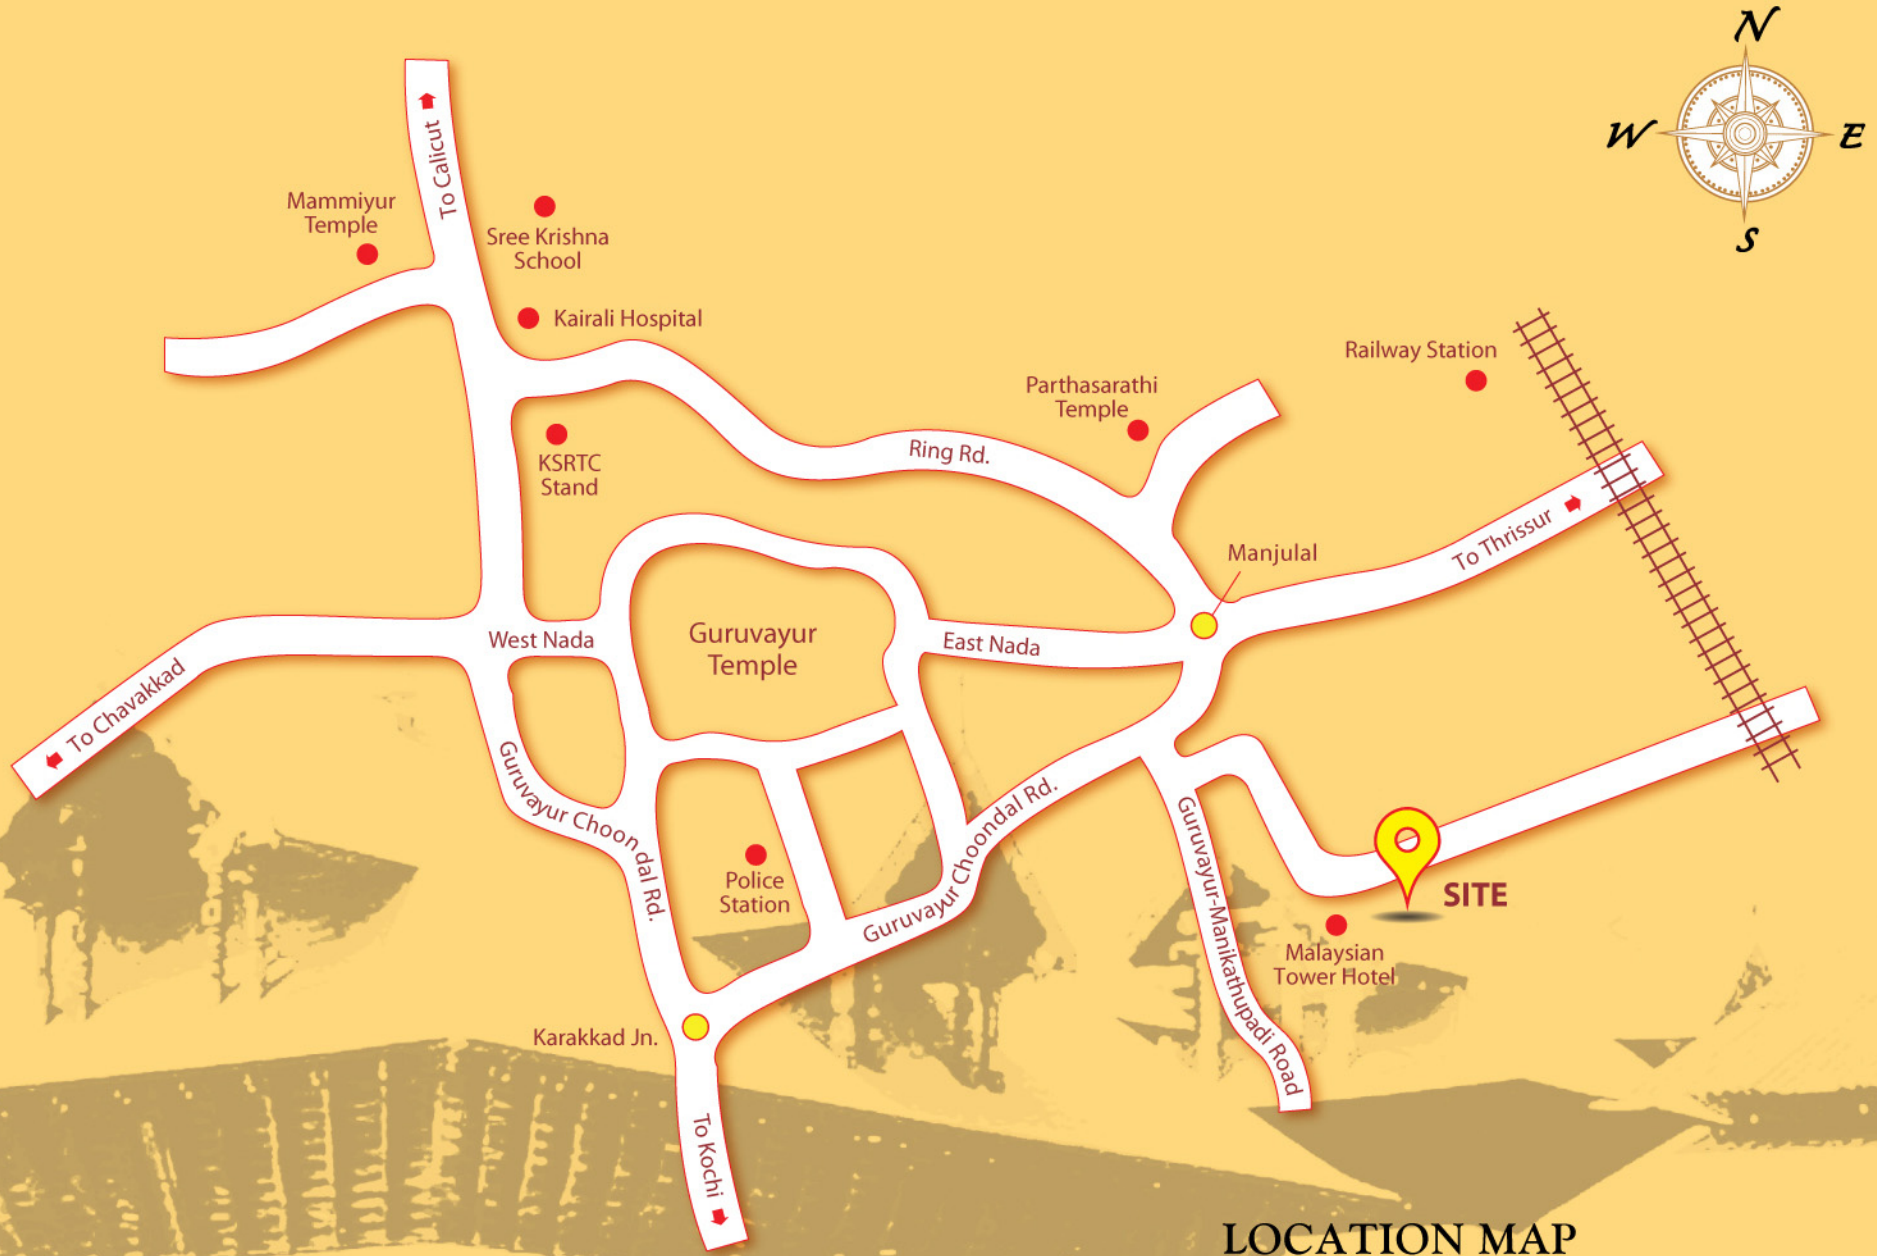 N
W
E
S
To Calicut
Mammiyur
Temple
Sree Krishna
School
Kairali Hospital
Railway Station
Parthasarathi
Temple
KSRTC
Stand
Ring Rd.
To Thrissur
Manjulal
West Nada
Guruvayur
Temple
East Nada
To Chavakkad
Guruvayur Choondal Rd.
Guruvayur Choondal Rd.
Guruvayur-Manikathupadi Road
Police
Station
SITE
Malaysian
Tower Hotel
Karakkad Jn.
To Kochi
LOCATION MAP